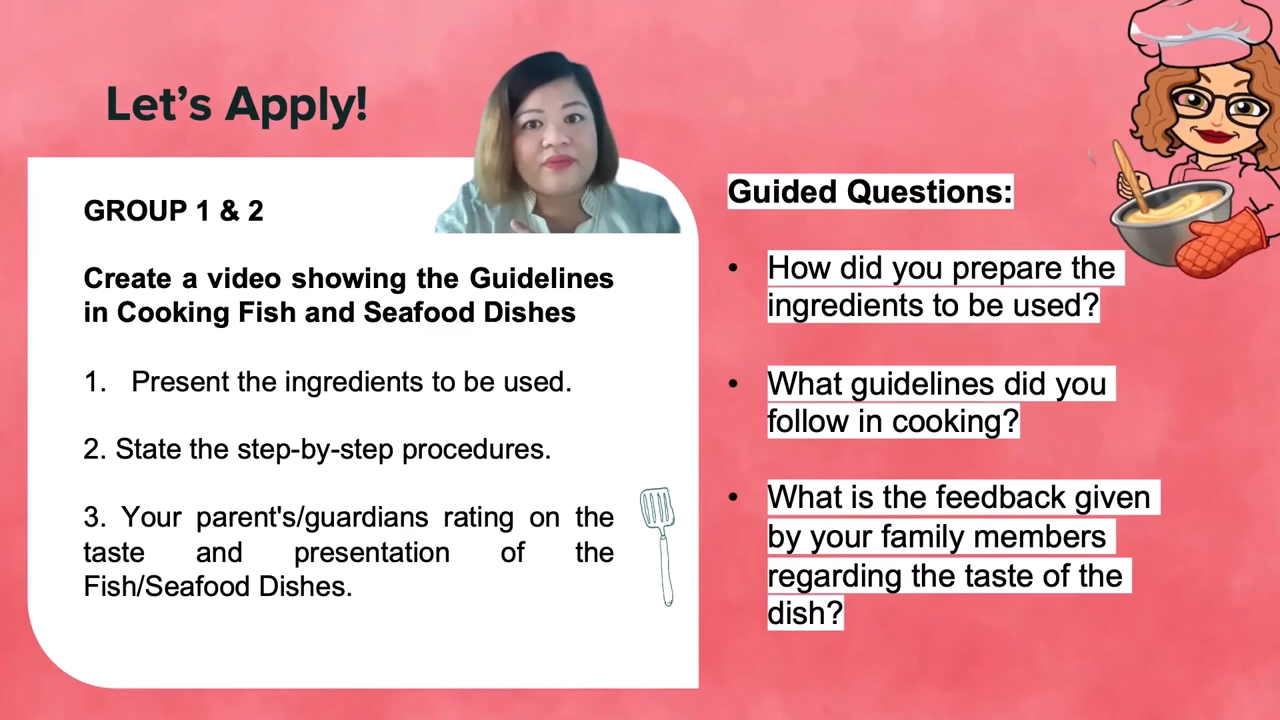 Let's Apply!
GROUP 1 & 2
Create a video showing the Guidelines
in Cooking Fish and Seafood Dishes
1. Present the ingredients to be used.
2. State the step-by-step procedures.
3. Your parent's/guardians rating on the
taste and presentation of the
Fish/Seafood Dishes.
Guided Questions:
• How did you prepare the
ingredients to be used?
• What guidelines did you
follow in cooking?
• What is the feedback given
by your family members
regarding the taste of the
dish?